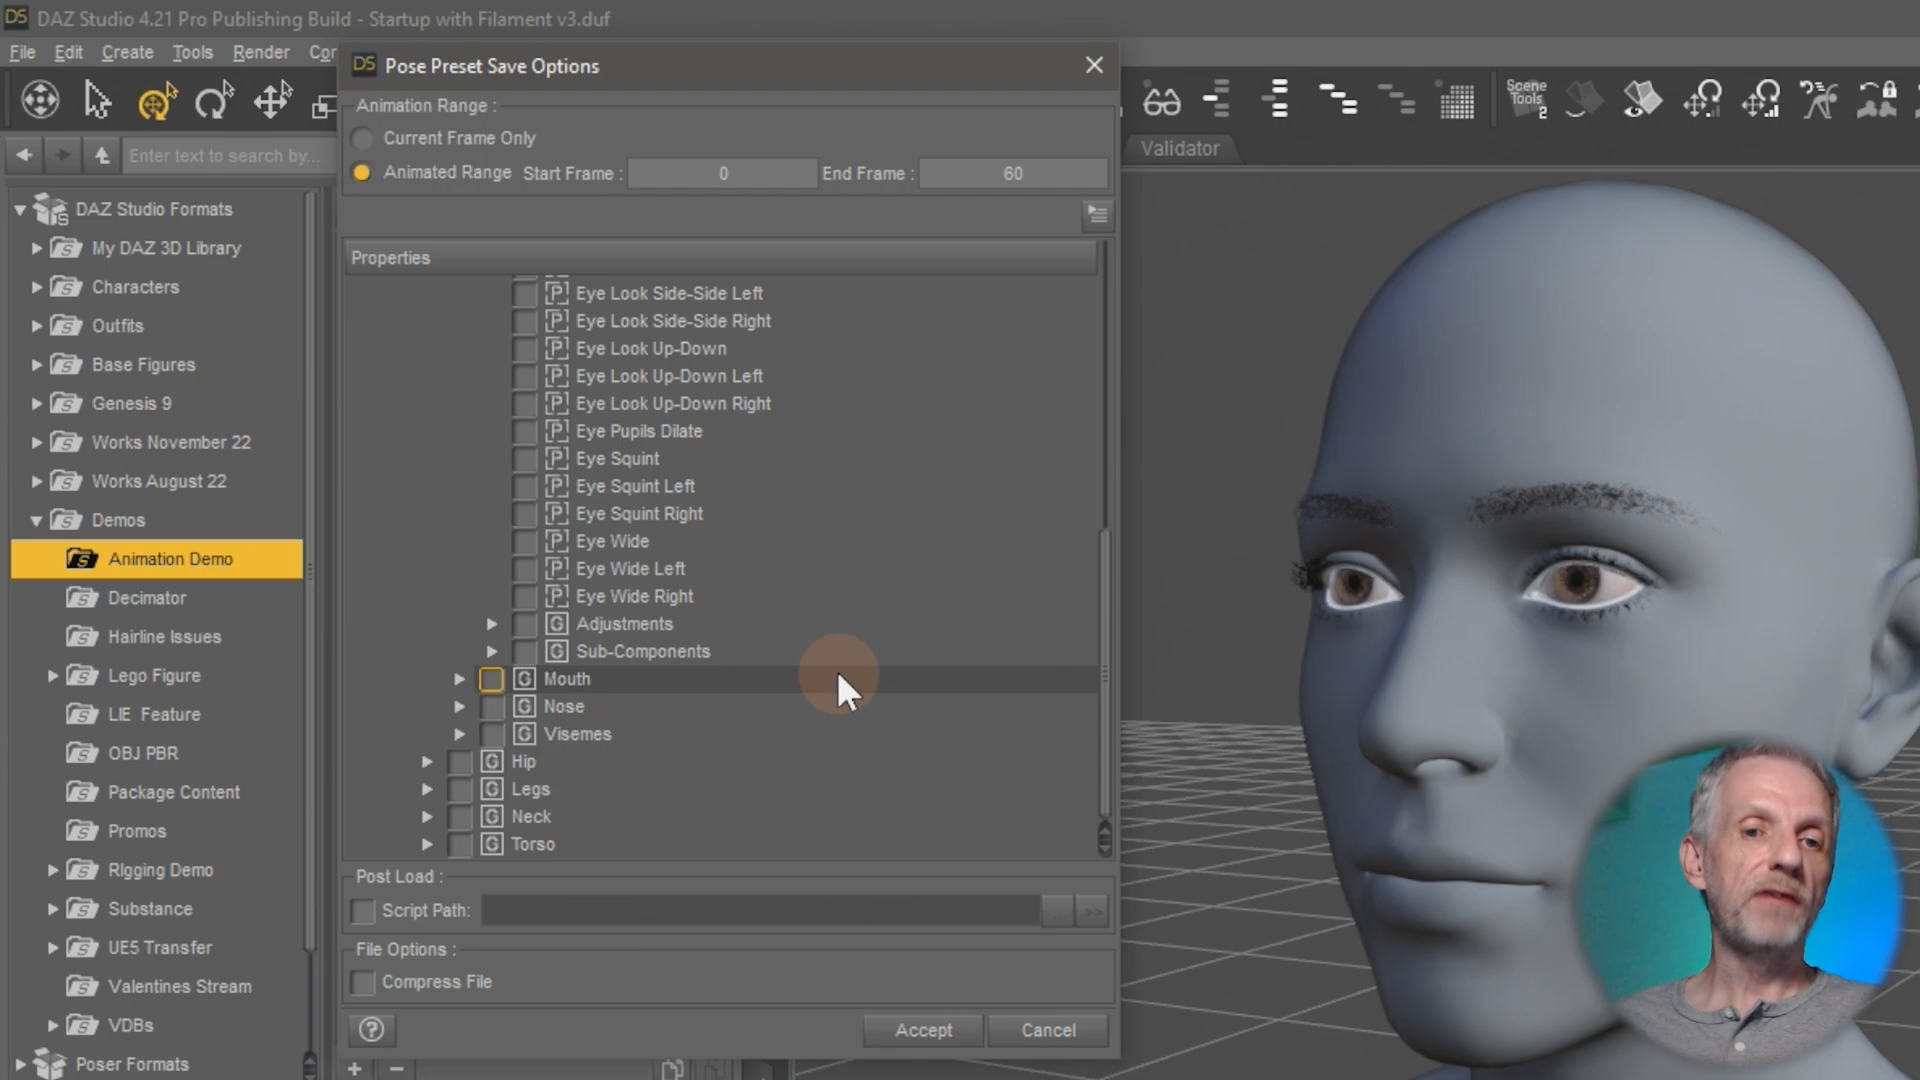 DS DAZ Studio 4.21 Pro Publishing Build - Startup with Filament v3.duf
File Edit Create Tools Render
DS Pose Preset Save Options
Animation Range :
Current Frame Only
Animated Range Start Frame : 0 End Frame : 60
Scene Tools 2
Enter text to search by...
Validator
DAZ Studio Formats
My DAZ 3D Library
Characters
Outfits
Base Figures
Genesis 9
Works November 22
Works August 22
Demos
Animation Demo
Decimator
Hairline Issues
Lego Figure
LIE Feature
OBJ PBR
Package Content
Promos
RIgging Demo
Substance
UE5 Transfer
Valentines Stream
VDBs
Poser Formats
Properties
P Eye Look Side-Side Left
P Eye Look Side-Side Right
P Eye Look Up-Down
P Eye Look Up-Down Left
P Eye Look Up-Down Right
P Eye Pupils Dilate
P Eye Squint
P Eye Squint Left
P Eye Squint Right
P Eye Wide
P Eye Wide Left
P Eye Wide Right
G Adjustments
G Sub-Components
G Mouth
G Nose
G Visemes
G Hip
G Legs
G Neck
G Torso
Post Load :
Script Path: ... >>
File Options :
Compress File
? Accept Cancel